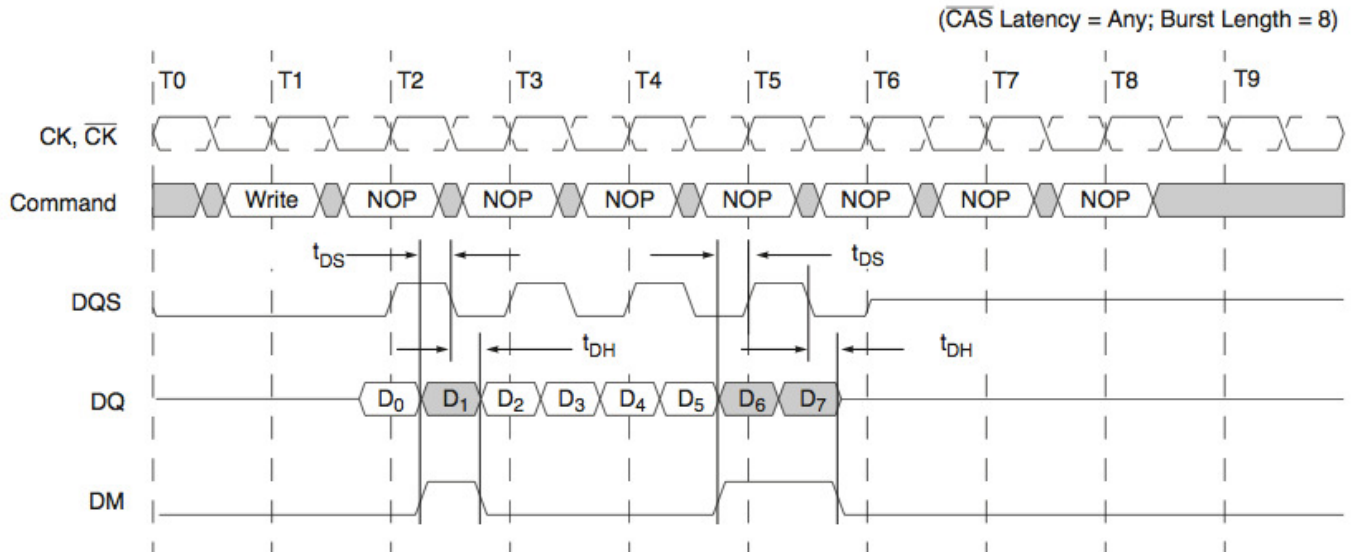 (C̅A̅S̅ Latency = Any; Burst Length = 8)
T0 T1 T2 T3 T4 T5 T6 T7 T8 T9
CK, C̅K̅
Command Write NOP NOP NOP NOP NOP NOP NOP
tDS tDS
DQS
tDH tDH
DQ D0 D1 D2 D3 D4 D5 D6 D7
DM